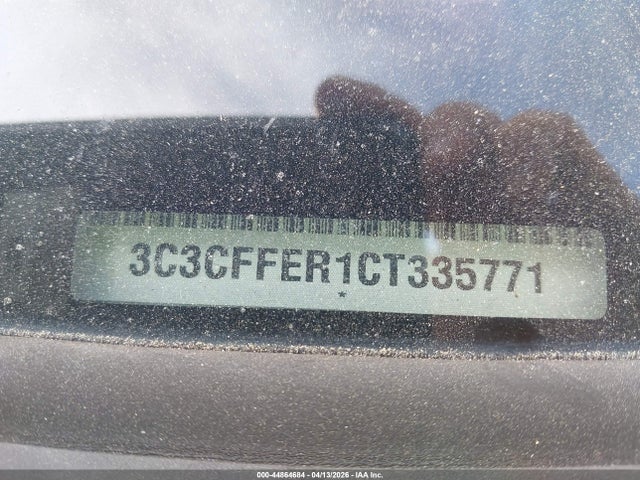 3C3CFFER1CT335771
*
000-44864684 | 04/13/2026 - IAA Inc.